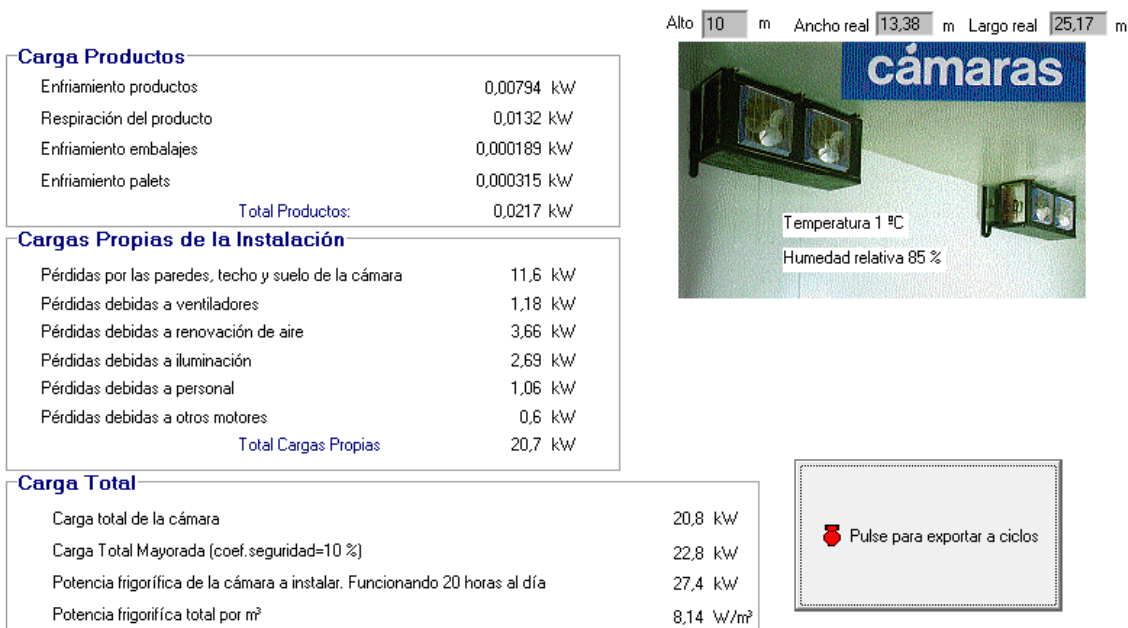 Alto 10 m Ancho real 13,38 m Largo real 25,17 m
Carga Productos
Enfriamiento productos 0,00794 kW
Respiración del producto 0,0132 kW
Enfriamiento embalajes 0,000189 kW
Enfriamiento palets 0,000315 kW
Total Productos: 0,0217 kW
cámaras
Temperatura 1 ºC
Humedad relativa 85 %
Cargas Propias de la Instalación
Pérdidas por las paredes, techo y suelo de la cámara 11,6 kW
Pérdidas debidas a ventiladores 1,18 kW
Pérdidas debidas a renovación de aire 3,66 kW
Pérdidas debidas a iluminación 2,69 kW
Pérdidas debidas a personal 1,06 kW
Pérdidas debidas a otros motores 0,6 kW
Total Cargas Propias 20,7 kW
Carga Total
Carga total de la cámara 20,8 kW
Carga Total Mayorada (coef.seguridad=10 %) 22,8 kW
Potencia frigorífica de la cámara a instalar. Funcionando 20 horas al día 27,4 kW
Potencia frigorifíca total por m³ 8,14 W/m³
Pulse para exportar a ciclos